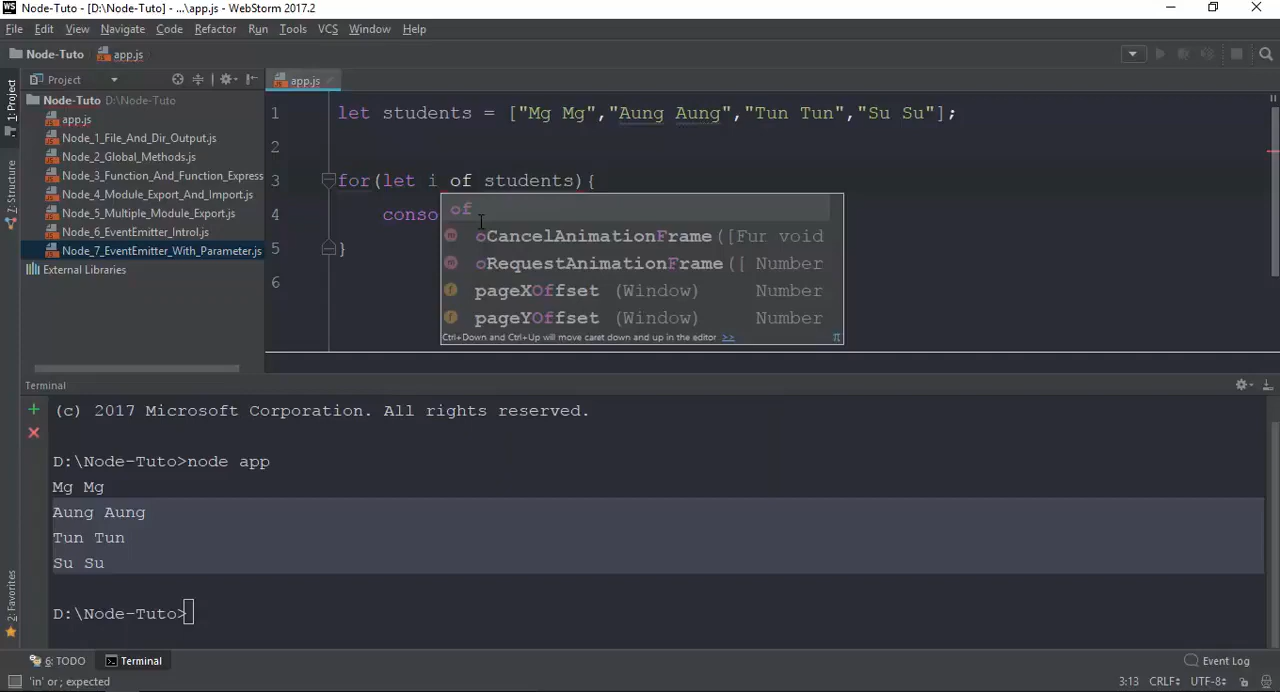 Node-Tuto - [D:\Node-Tuto] - ...\app.js - WebStorm 2017.2
File Edit View Navigate Code Refactor Run Tools VCS Window Help
Node-Tuto app.js
Project
app.js
1: Project
Node-Tuto D:\Node-Tuto
app.js
Node_1_File_And_Dir_Output.js
Node_2_Global_Methods.js
Node_3_Function_And_Function_Express
Node_4_Module_Export_And_Import.js
Node_5_Multiple_Module_Export.js
Node_6_EventEmitter_Introl.js
Node_7_EventEmitter_With_Parameter.js
External Libraries
7: Structure
1 let students = ["Mg Mg","Aung Aung","Tun Tun","Su Su"];
2
3 for(let i of students){
4 conso
5 }
6
of
oCancelAnimationFrame([Fur void
oRequestAnimationFrame([ Number
pageXOffset (Window) Number
pageYOffset (Window) Number
Ctrl+Down and Ctrl+Up will move caret down and up in the editor >> π
Terminal
(c) 2017 Microsoft Corporation. All rights reserved.
D:\Node-Tuto>node app
Mg Mg
Aung Aung
Tun Tun
Su Su
D:\Node-Tuto>
2: Favorites
6: TODO Terminal Event Log
'in' or ; expected 3:13 CRLF÷ UTF-8÷